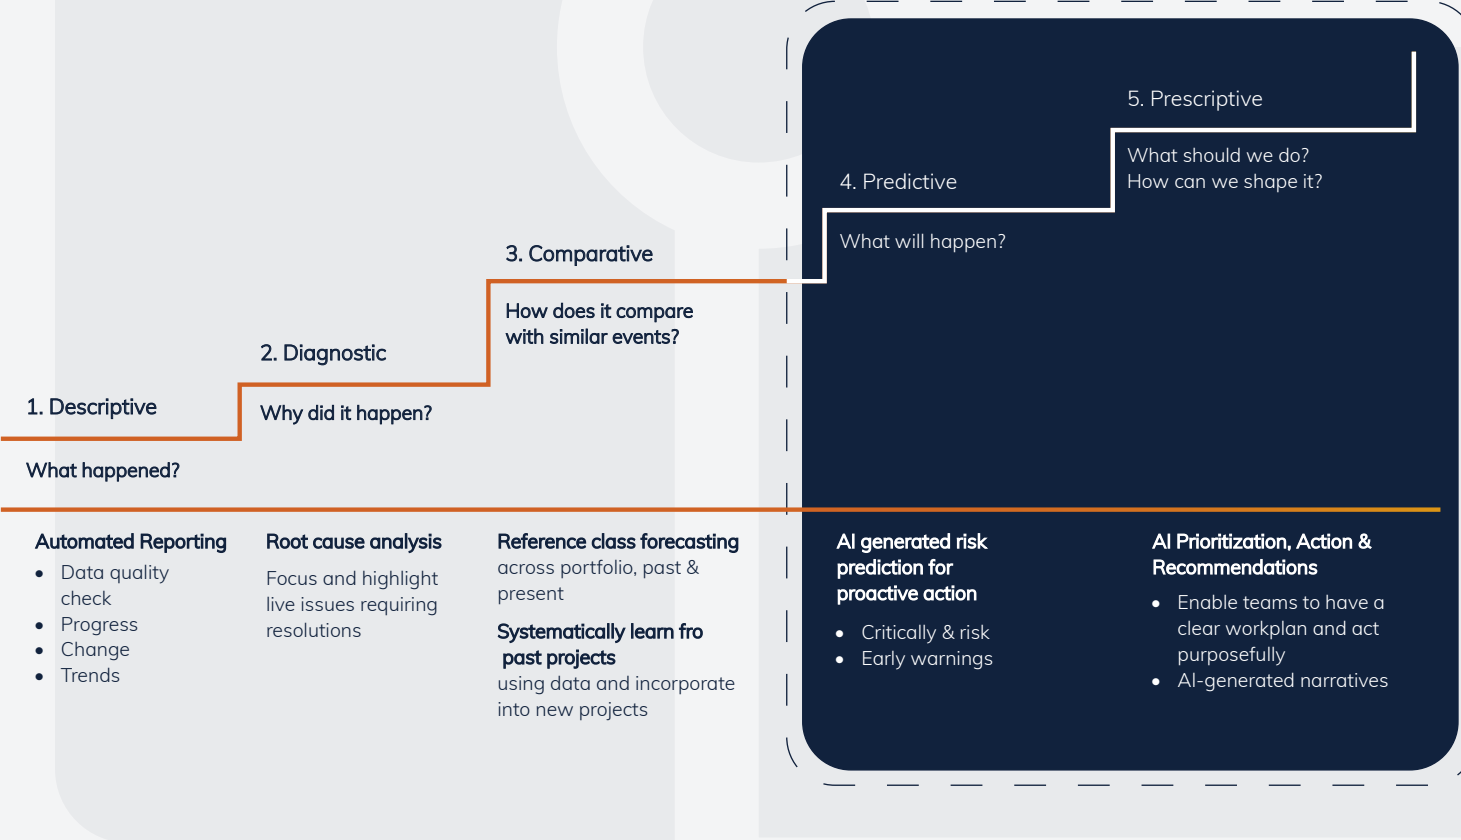 1. Descriptive
What happened?
2. Diagnostic
Why did it happen?
3. Comparative
How does it compare
with similar events?
4. Predictive
What will happen?
5. Prescriptive
What should we do?
How can we shape it?
Automated Reporting
• Data quality
check
• Progress
• Change
• Trends
Root cause analysis
Focus and highlight
live issues requiring
resolutions
Reference class forecasting
across portfolio, past &
present
Systematically learn fro
past projects
using data and incorporate
into new projects
AI generated risk
prediction for
proactive action
• Critically & risk
• Early warnings
AI Prioritization, Action &
Recommendations
• Enable teams to have a
clear workplan and act
purposefully
• AI-generated narratives